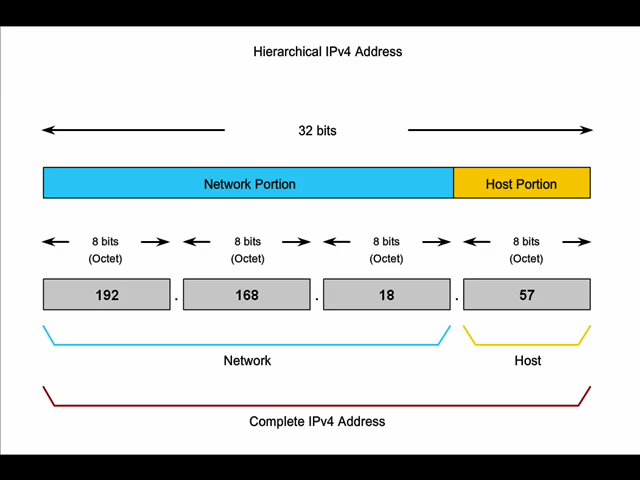 Hierarchical IPv4 Address
32 bits
Network Portion Host Portion
8 bits 8 bits 8 bits 8 bits
(Octet) (Octet) (Octet) (Octet)
192 . 168 . 18 . 57
Network Host
Complete IPv4 Address